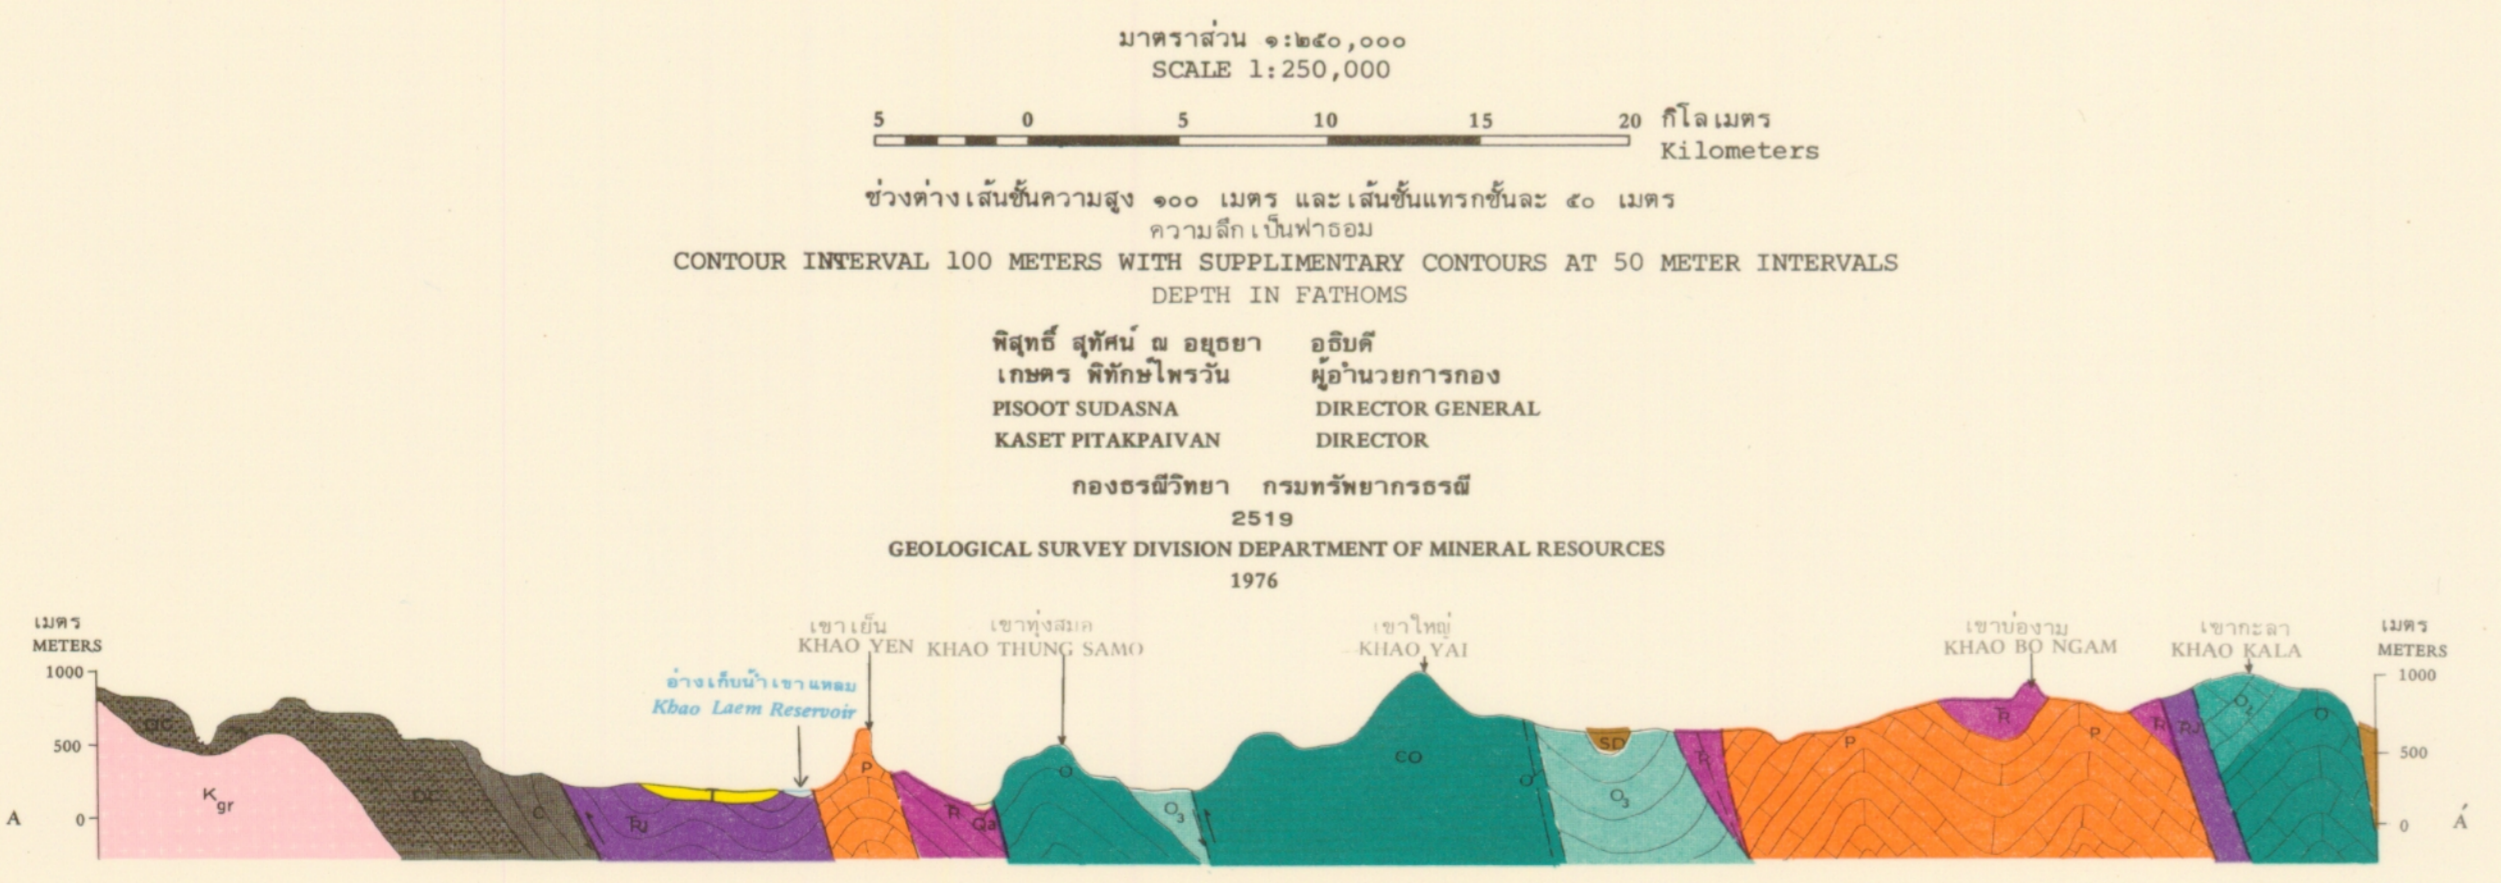 มาตราส่วน ๑:๒๕๐,๐๐๐
SCALE 1:250,000
5 0 5 10 15 20 กิโลเมตร
Kilometers
ช่วงต่างเส้นชั้นความสูง ๑๐๐ เมตร และเส้นชั้นแทรกชั้นละ ๕๐ เมตร
ความลึกเป็นฟาธอม
CONTOUR INTERVAL 100 METERS WITH SUPPLIMENTARY CONTOURS AT 50 METER INTERVALS
DEPTH IN FATHOMS
พิสุทธิ์ สุทัศน์ ณ อยุธยา อธิบดี
เกษตร พิทักษ์ไพรวัน ผู้อำนวยการกอง
PISOOT SUDASNA DIRECTOR GENERAL
KASET PITAKPAIVAN DIRECTOR
กองธรณีวิทยา กรมทรัพยากรธรณี
2519
GEOLOGICAL SURVEY DIVISION DEPARTMENT OF MINERAL RESOURCES
1976
เมตร เขาเย็น เขาทุ่งสมอ เขาใหญ่ เขาบ่องาม เขากะลา เมตร
METERS KHAO YEN KHAO THUNG SAMO KHAO YAI KHAO BO NGAM KHAO KALA METERS
1000 1000
อ่างเก็บน้ำเขาแหลม
Khao Laem Reservoir
500 500
SD O₃ O
P O CO P P
Kgr C T O₃ O₃
A 0 Qa 0 Á